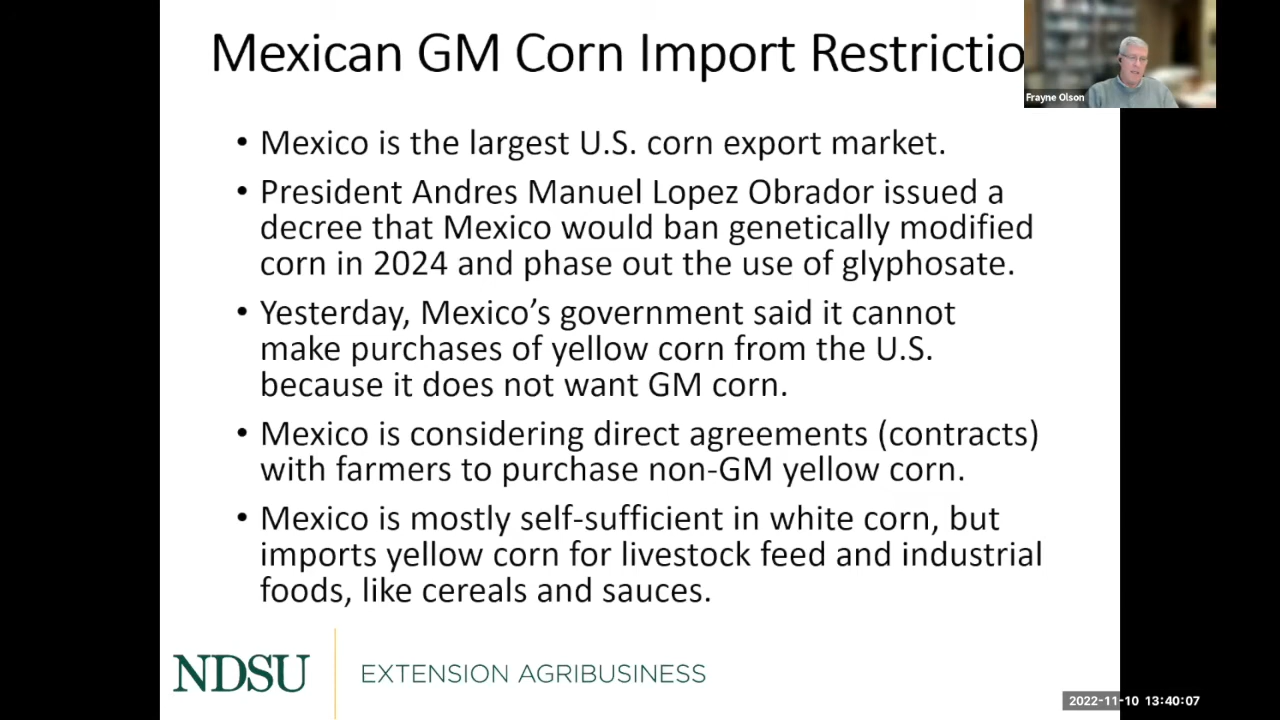 Mexican GM Corn Import Restrictio
Frayne Olson
• Mexico is the largest U.S. corn export market.
• President Andres Manuel Lopez Obrador issued a
decree that Mexico would ban genetically modified
corn in 2024 and phase out the use of glyphosate.
• Yesterday, Mexico’s government said it cannot
make purchases of yellow corn from the U.S.
because it does not want GM corn.
• Mexico is considering direct agreements (contracts)
with farmers to purchase non-GM yellow corn.
• Mexico is mostly self-sufficient in white corn, but
imports yellow corn for livestock feed and industrial
foods, like cereals and sauces.
NDSU EXTENSION AGRIBUSINESS
2022-11-10 13:40:07